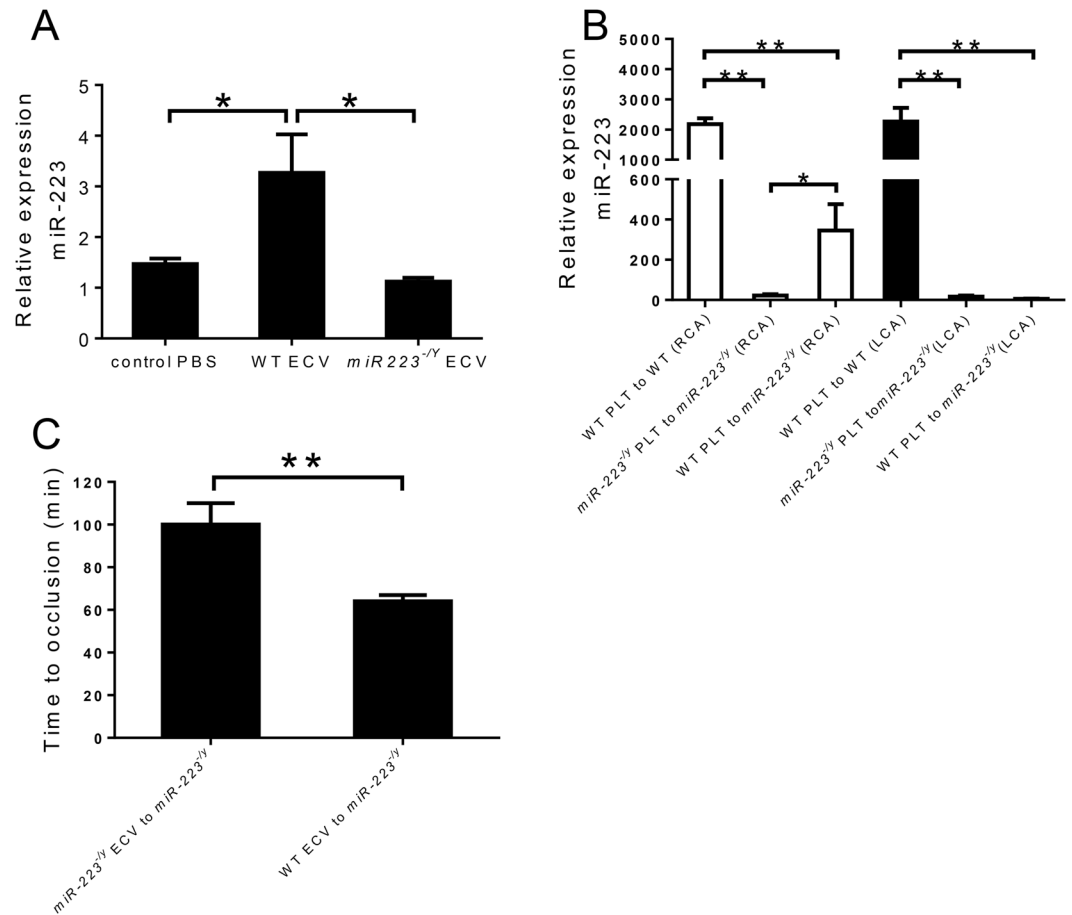 A
Relative expression
miR-223
5
4
3
2
1
0
*
*
control PBS
WT ECV
miR223-/Y ECV
B
Relative expression
miR-223
5000
4000
3000
2000
1000
600
400
200
0
**
**
*
**
**
WT PLT to WT (RCA)
miR-223-/y PLT to miR-223-/y (RCA)
WT PLT to miR-223-/y (RCA)
WT PLT to WT (LCA)
miR-223-/y PLT tomiR-223-/y(LCA)
WT PLT to miR-223-/y(LCA)
C
Time to occlusion (min)
120
100
80
60
40
20
0
**
miR-223-/y ECV to miR-223-/y
WT ECV to miR-223-/y